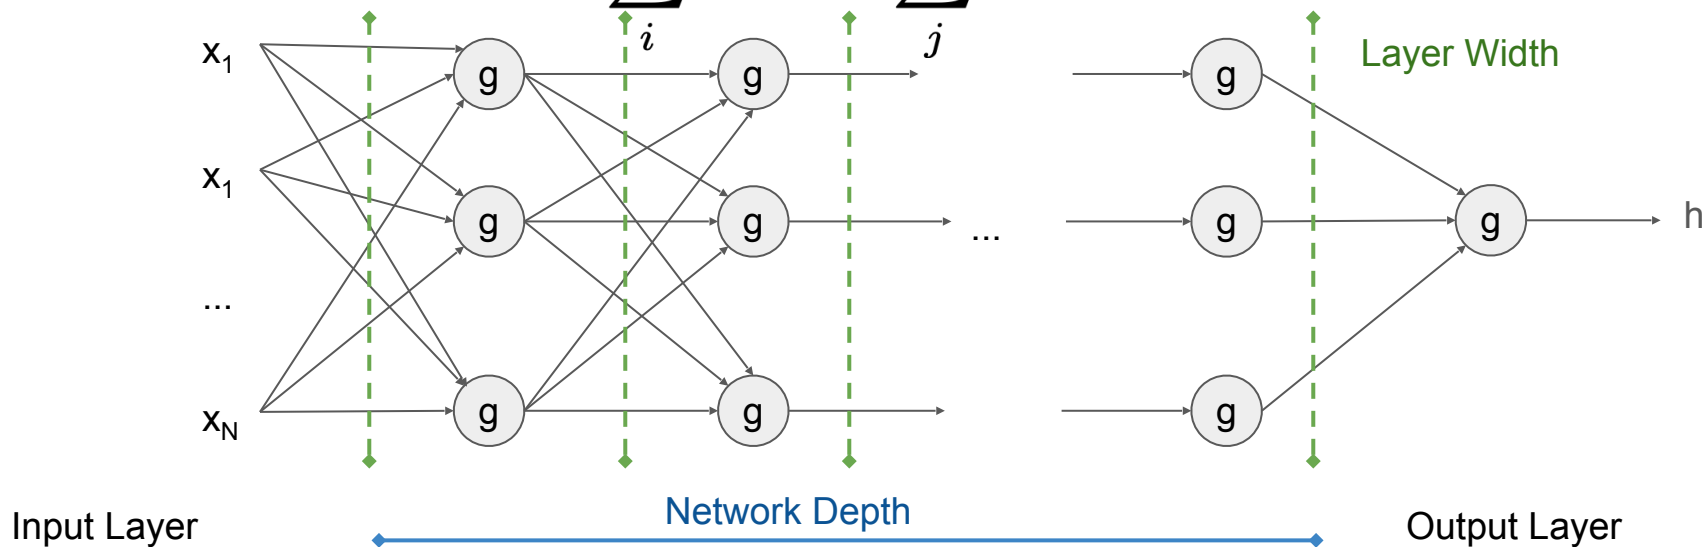 ∑ ∑
i j
x1 g g g Layer Width
x1
g g ... g g h
...
xN g g g
Network Depth
Input Layer Output Layer